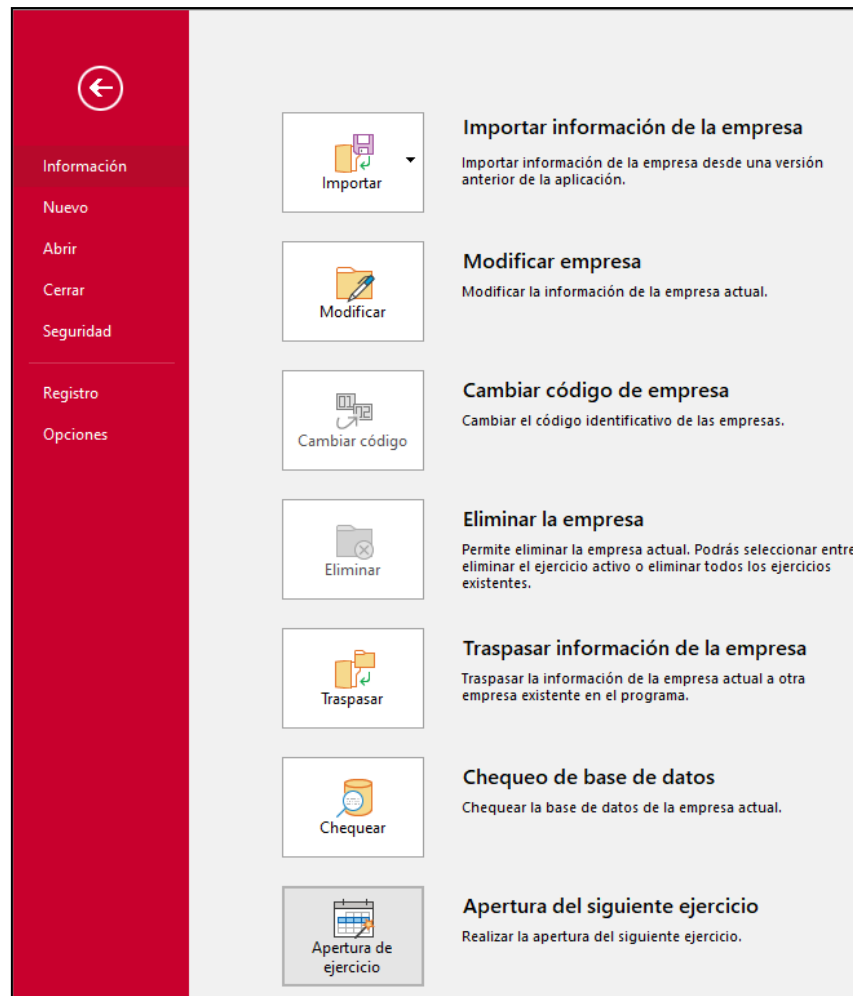 Información
Nuevo
Abrir
Cerrar
Seguridad
Registro
Opciones
Importar
Importar información de la empresa
Importar información de la empresa desde una versión
anterior de la aplicación.
Modificar
Modificar empresa
Modificar la información de la empresa actual.
Cambiar código
Cambiar código de empresa
Cambiar el código identificativo de las empresas.
Eliminar
Eliminar la empresa
Permite eliminar la empresa actual. Podrás seleccionar entre
eliminar el ejercicio activo o eliminar todos los ejercicios
existentes.
Traspasar
Traspasar información de la empresa
Traspasar la información de la empresa actual a otra
empresa existente en el programa.
Chequear
Chequeo de base de datos
Chequear la base de datos de la empresa actual.
Apertura de
ejercicio
Apertura del siguiente ejercicio
Realizar la apertura del siguiente ejercicio.